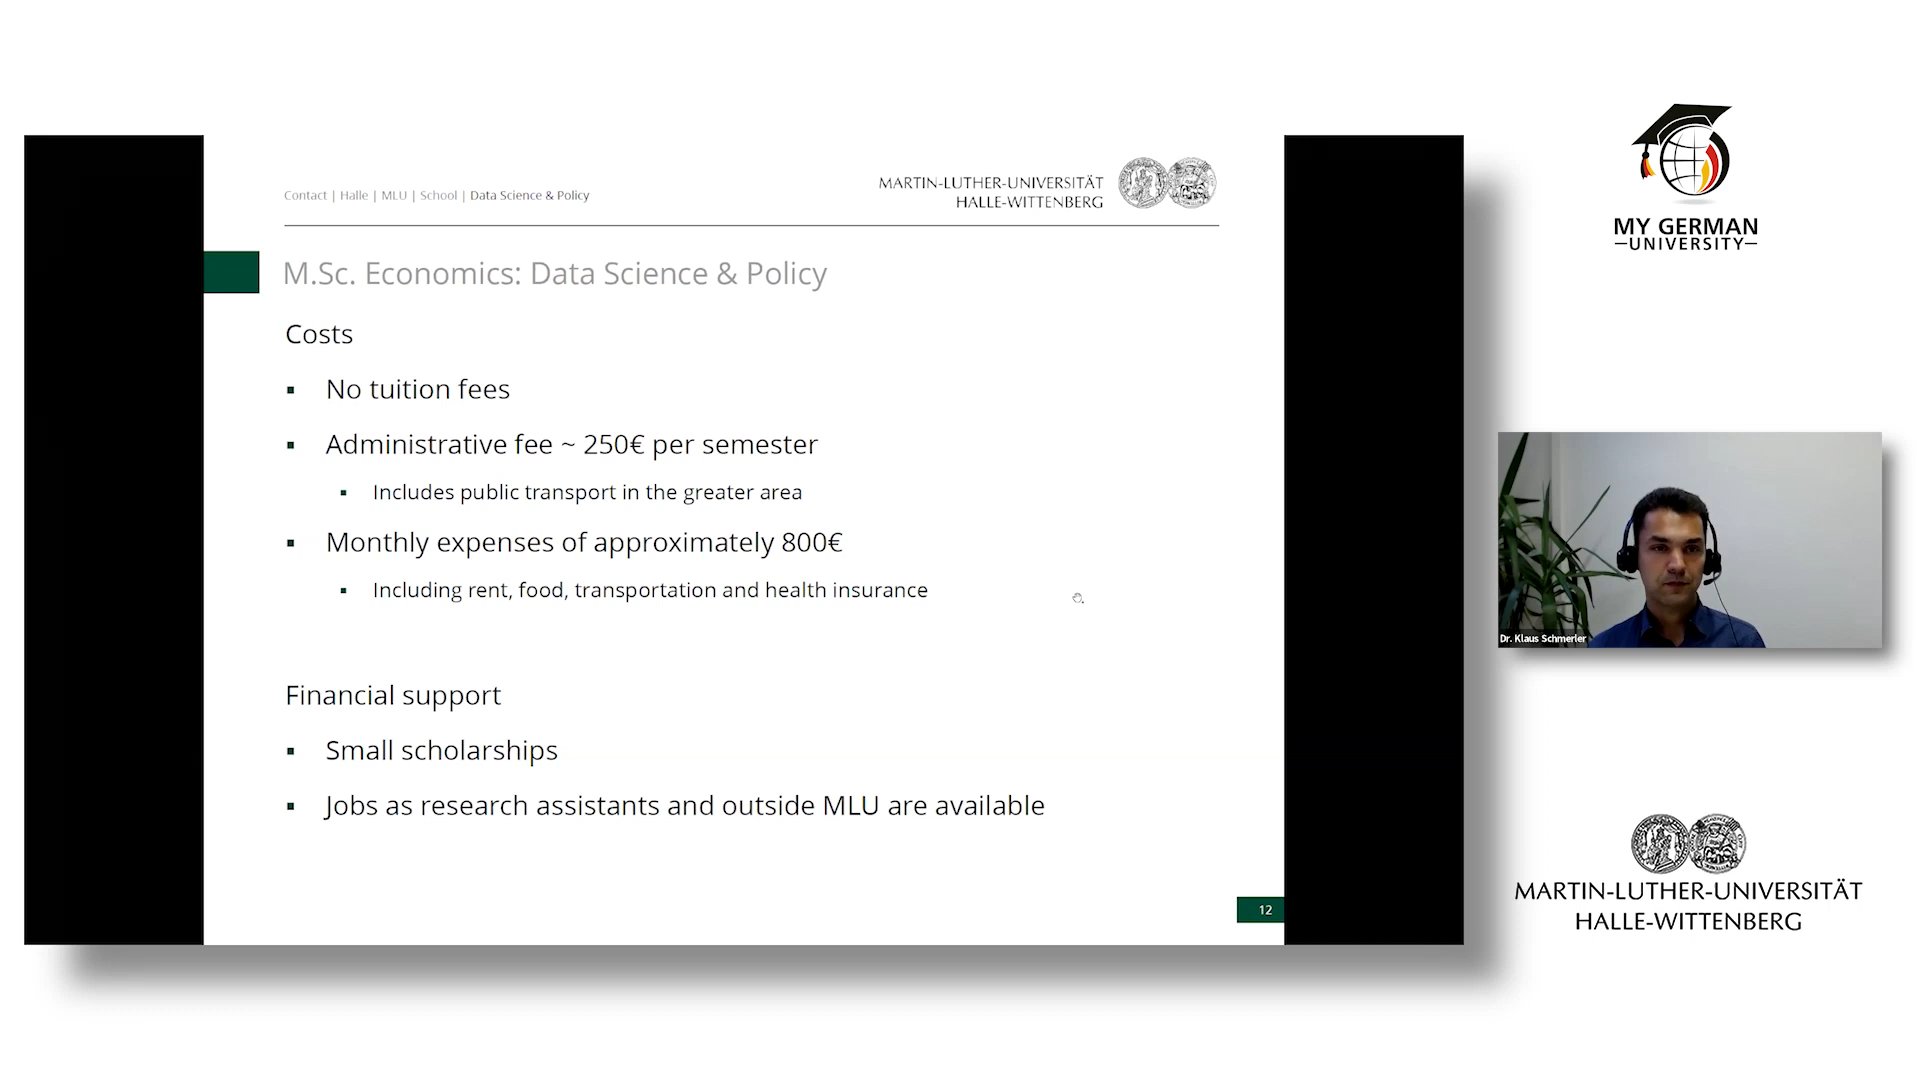 Contact | Halle | MLU | School | Data Science & Policy
MARTIN-LUTHER-UNIVERSITÄT
HALLE-WITTENBERG
M.Sc. Economics: Data Science & Policy
Costs
▪ No tuition fees
▪ Administrative fee ~ 250€ per semester
▪ Includes public transport in the greater area
▪ Monthly expenses of approximately 800€
▪ Including rent, food, transportation and health insurance
Financial support
▪ Small scholarships
▪ Jobs as research assistants and outside MLU are available
12
MY GERMAN
UNIVERSITY
Dr. Klaus Schmerler
MARTIN-LUTHER-UNIVERSITÄT
HALLE-WITTENBERG